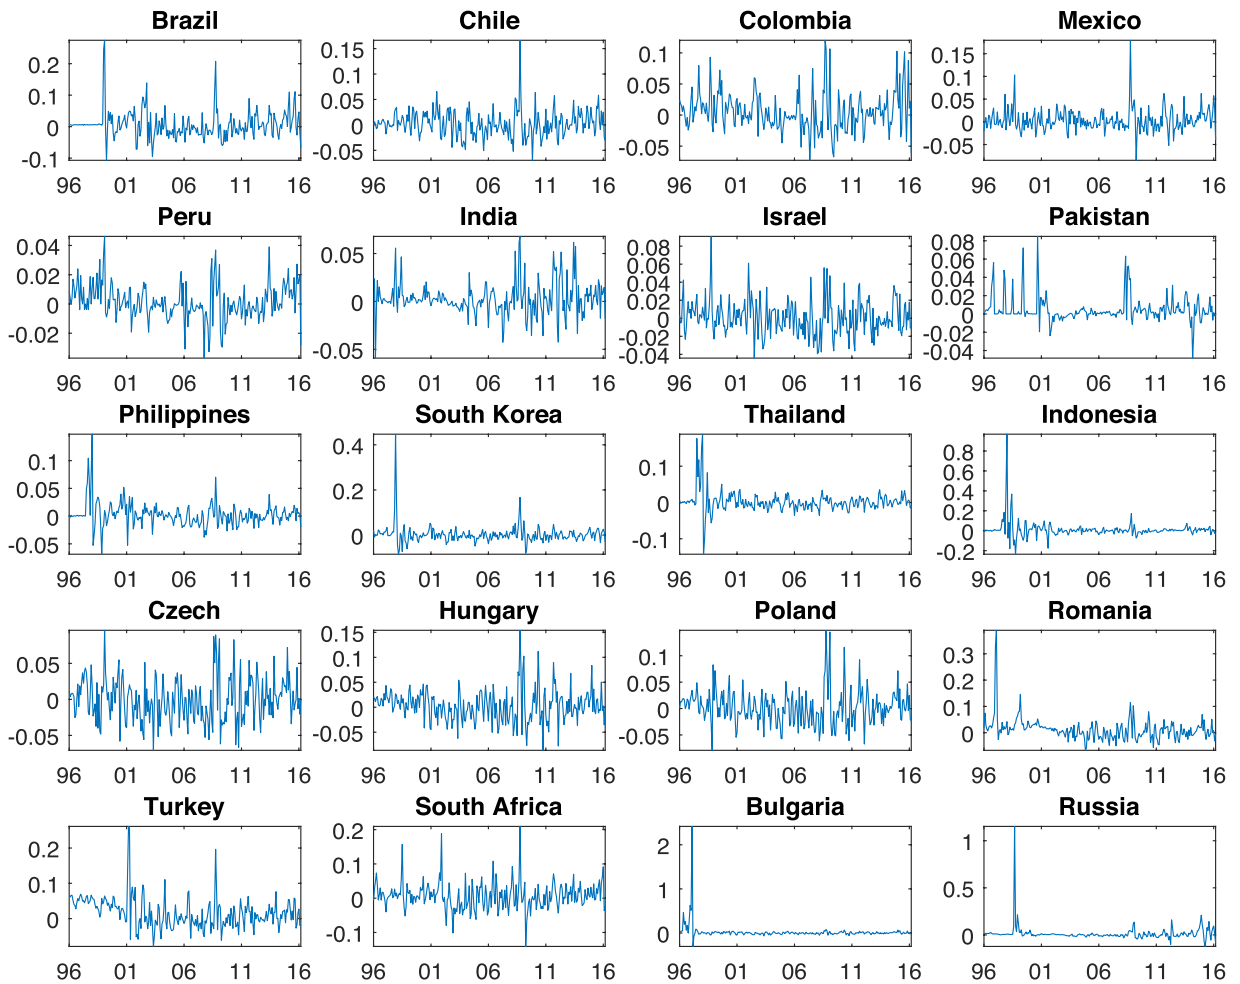 Brazil Chile Colombia Mexico
0.2 0.15 0.1 0.15
0.1 0.1 0.05 0.1
0 0.05 0 0.05
-0.1 0 -0.05 0
-0.05 -0.05
96 01 06 11 16 96 01 06 11 16 96 01 06 11 16 96 01 06 11 16
Peru India Israel Pakistan
0.04 0.05 0.08 0.08
0.02 0 0.06 0.06
0 -0.05 0.04 0.04
-0.02 0.02 0.02
0 0
-0.02 -0.02
-0.04 -0.04
96 01 06 11 16 96 01 06 11 16 96 01 06 11 16 96 01 06 11 16
Philippines South Korea Thailand Indonesia
0.1 0.4 0.1 0.8
0.05 0.2 0 0.6
0 0 -0.1 0.4
-0.05 0.2
0
-0.2
96 01 06 11 16 96 01 06 11 16 96 01 06 11 16 96 01 06 11 16
Czech Hungary Poland Romania
0.05 0.15 0.1 0.3
0 0.1 0.05 0.2
-0.05 0.05 0 0.1
0 -0.05 0
-0.05
96 01 06 11 16 96 01 06 11 16 96 01 06 11 16 96 01 06 11 16
Turkey South Africa Bulgaria Russia
0.2 0.2 2 1
0.1 0.1 1 0.5
0 0 0 0
-0.1
96 01 06 11 16 96 01 06 11 16 96 01 06 11 16 96 01 06 11 16